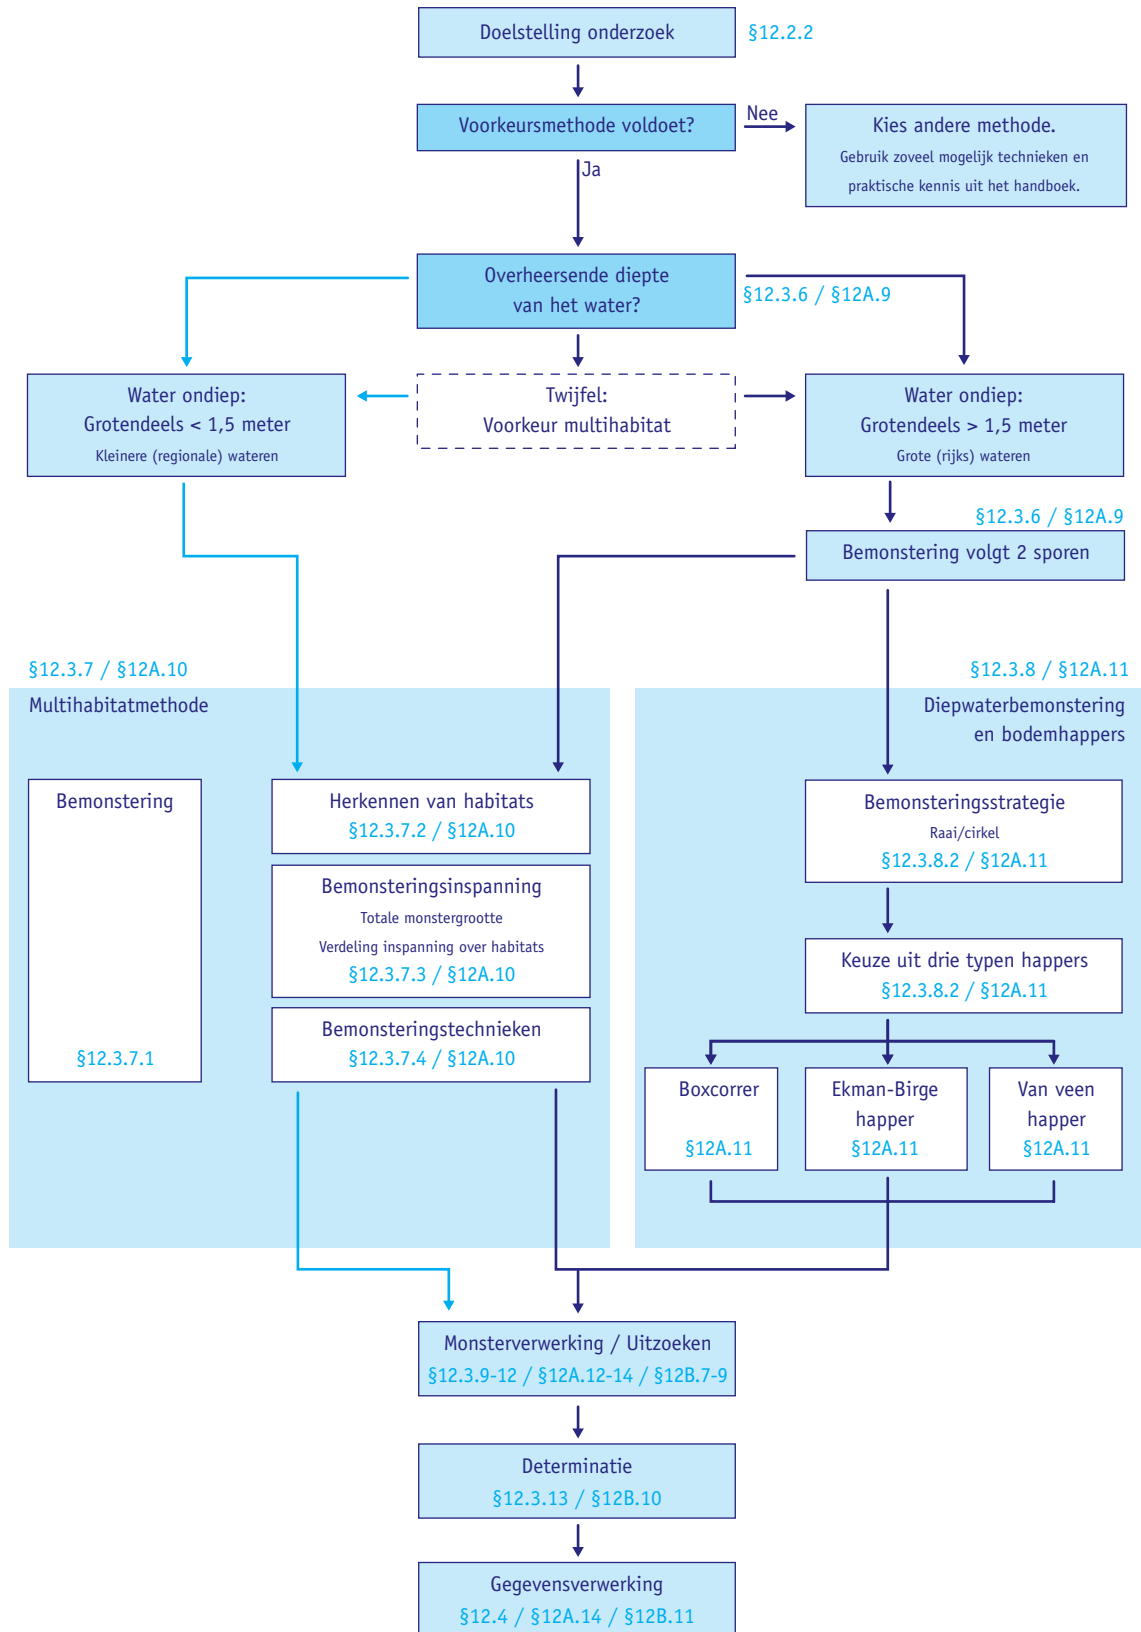 Doelstelling onderzoek
§12.2.2
Voorkeursmethode voldoet?
Nee
Kies andere methode.
Gebruik zoveel mogelijk technieken en
praktische kennis uit het handboek.
Ja
Overheersende diepte
van het water?
§12.3.6 / §12A.9
Water ondiep:
Grotendeels < 1,5 meter
Kleinere (regionale) wateren
Twijfel:
Voorkeur multihabitat
Water ondiep:
Grotendeels > 1,5 meter
Grote (rijks) wateren
§12.3.6 / §12A.9
Bemonstering volgt 2 sporen
§12.3.7 / §12A.10
Multihabitatmethode
Bemonstering
§12.3.7.1
Herkennen van habitats
§12.3.7.2 / §12A.10
Bemonsteringsinspanning
Totale monstergrootte
Verdeling inspanning over habitats
§12.3.7.3 / §12A.10
Bemonsteringstechnieken
§12.3.7.4 / §12A.10
§12.3.8 / §12A.11
Diepwaterbemonstering
en bodemhappers
Bemonsteringsstrategie
Raai/cirkel
§12.3.8.2 / §12A.11
Keuze uit drie typen happers
§12.3.8.2 / §12A.11
Boxcorrer
§12A.11
Ekman-Birge
happer
§12A.11
Van veen
happer
§12A.11
Monsterverwerking / Uitzoeken
§12.3.9-12 / §12A.12-14 / §12B.7-9
Determinatie
§12.3.13 / §12B.10
Gegevensverwerking
§12.4 / §12A.14 / §12B.11